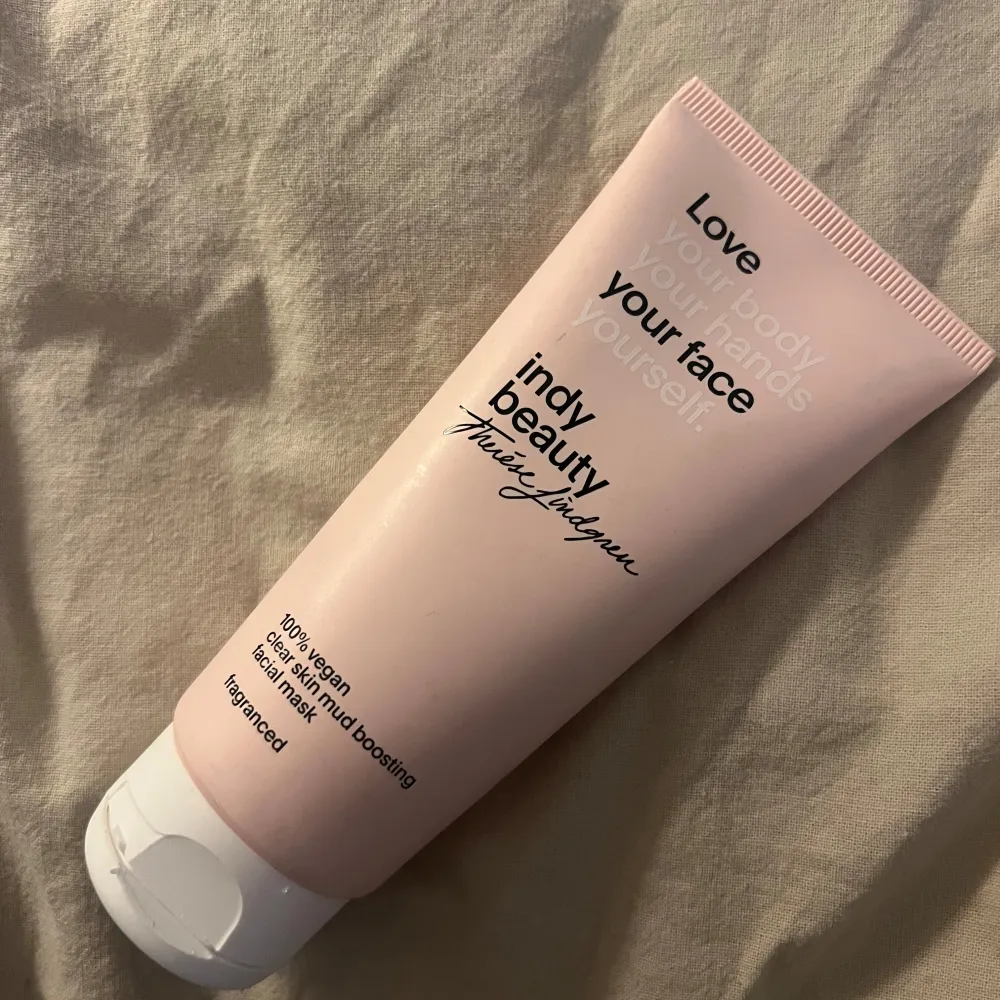 Love
your body
your hands
your face
yourself.
indy
beauty
Therése Lindgren
100% vegan
clear skin mud boosting
facial mask
fragranced